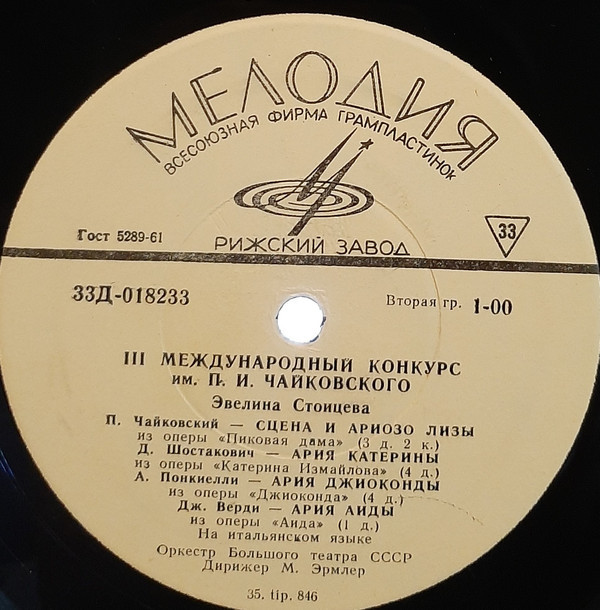 МЕЛОДИЯ
ВСЕСОЮЗНАЯ ФИРМА ГРАМПЛАСТИНОК
Гост 5289-61
РИЖСКИЙ ЗАВОД
33
33Д-018233
Вторая гр. 1-00
III МЕЖДУНАРОДНЫЙ КОНКУРС
им. П. И. ЧАЙКОВСКОГО
Эвелина Стоицева
П. Чайковский — СЦЕНА И АРИОЗО ЛИЗЫ
из оперы «Пиковая дама» (3 д. 2 к.)
Д. Шостакович — АРИЯ КАТЕРИНЫ
из оперы «Катерина Измайлова» (4 д.)
А. Понкиелли — АРИЯ ДЖИОКОНДЫ
из оперы «Джиоконда» (4 д.)
Дж. Верди — АРИЯ АИДЫ
из оперы «Аида» (1 д.)
На итальянском языке
Оркестр Большого театра СССР
Дирижер М. Эрмлер
35. tip. 846